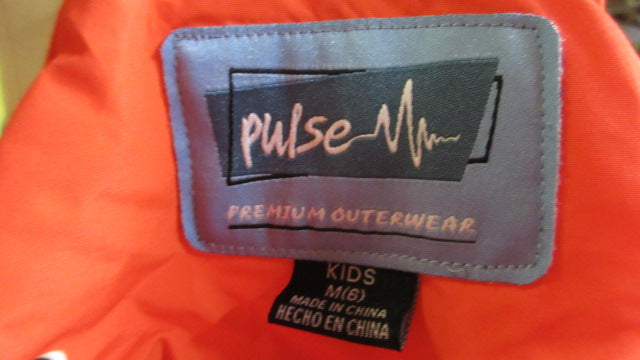 pulse
PREMIUM OUTERWEAR
KIDS
M(6)
MADE IN CHINA
HECHO EN CHINA